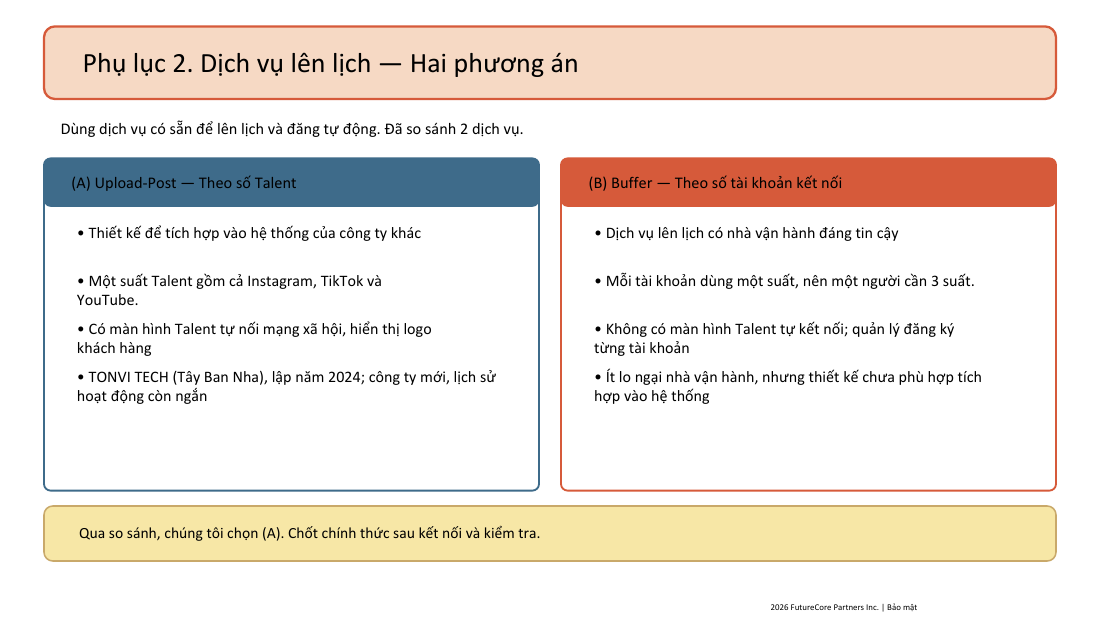 Phụ lục 2. Dịch vụ lên lịch — Hai phương án
Dùng dịch vụ có sẵn để lên lịch và đăng tự động. Đã so sánh 2 dịch vụ.
(A) Upload-Post — Theo số Talent
• Thiết kế để tích hợp vào hệ thống của công ty khác
• Một suất Talent gồm cả Instagram, TikTok và
YouTube.
• Có màn hình Talent tự nối mạng xã hội, hiển thị logo
khách hàng
• TONVI TECH (Tây Ban Nha), lập năm 2024; công ty mới, lịch sử
hoạt động còn ngắn
(B) Buffer — Theo số tài khoản kết nối
• Dịch vụ lên lịch có nhà vận hành đáng tin cậy
• Mỗi tài khoản dùng một suất, nên một người cần 3 suất.
• Không có màn hình Talent tự kết nối; quản lý đăng ký
từng tài khoản
• Ít lo ngại nhà vận hành, nhưng thiết kế chưa phù hợp tích
hợp vào hệ thống
Qua so sánh, chúng tôi chọn (A). Chốt chính thức sau kết nối và kiểm tra.
2026 FutureCore Partners Inc. | Bảo mật